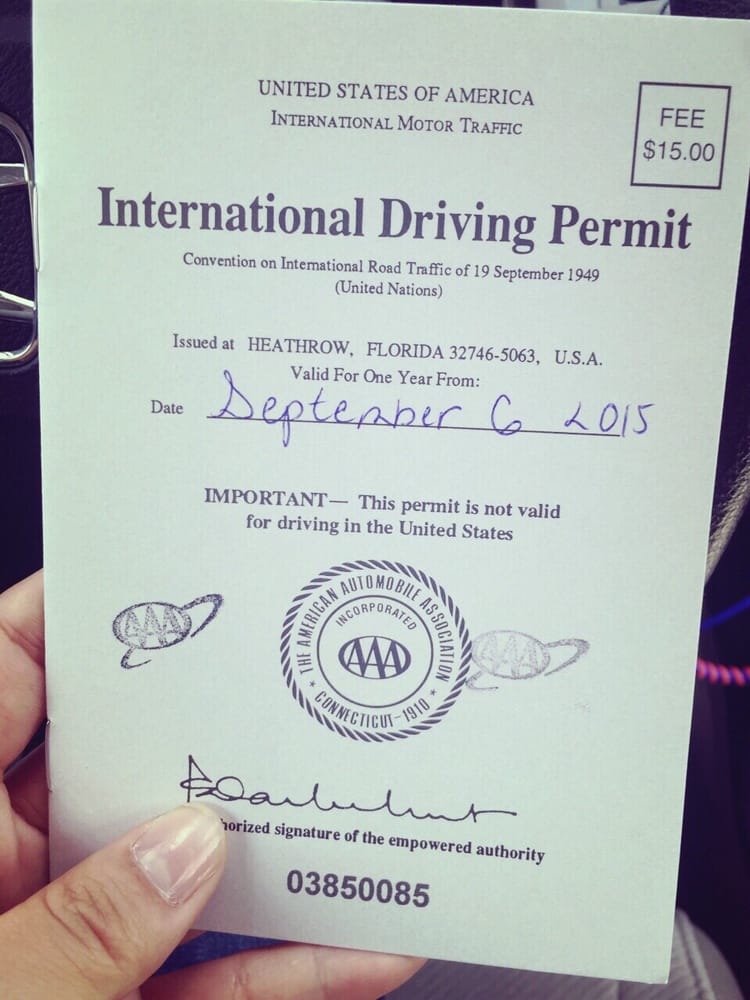 UNITED STATES OF AMERICA
INTERNATIONAL MOTOR TRAFFIC
FEE
$15.00
International Driving Permit
Convention on International Road Traffic of 19 September 1949
(United Nations)
Issued at HEATHROW, FLORIDA 32746-5063, U.S.A.
Valid For One Year From:
Date September 6 2015
IMPORTANT— This permit is not valid
for driving in the United States
AAA
THE AMERICAN AUTOMOBILE ASSOCIATION
INCORPORATED
AAA
CONNECTICUT-1910
AAA
signature of the empowered authority
03850085